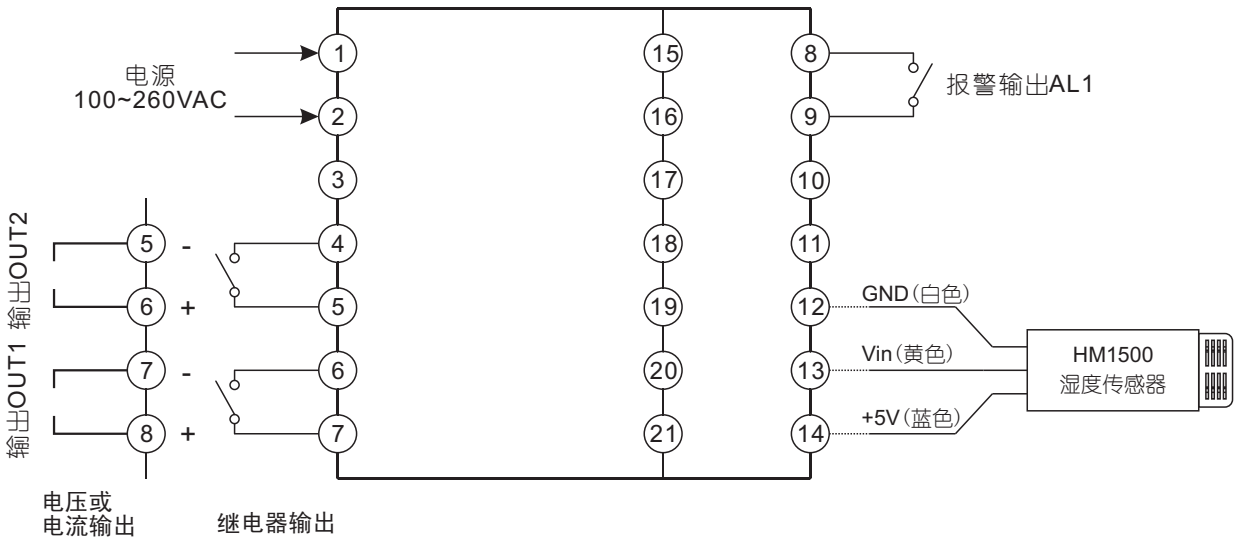 电源
100~260VAC
1
2
3
4
5
6
7
15
16
17
18
19
20
21
8
9
10
11
12
13
14
报警输出AL1
输出OUT2
输出OUT1
5 -
6 +
7 -
8 +
GND(白色)
Vin(黄色)
+5V(蓝色)
HM1500
湿度传感器
电压或
电流输出
继电器输出